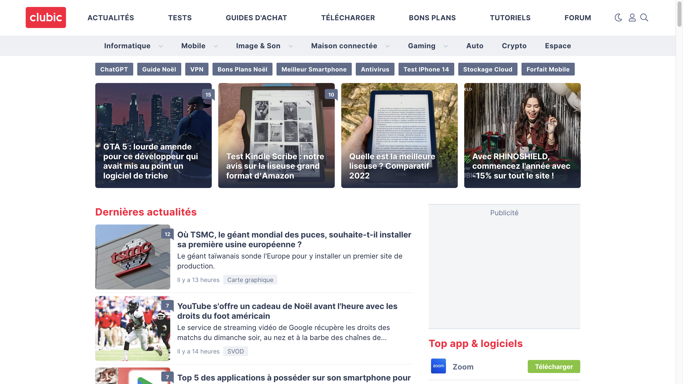 clubic
ACTUALITÉS
TESTS
GUIDES D'ACHAT
TÉLÉCHARGER
BONS PLANS
TUTORIELS
FORUM
Informatique
Mobile
Image & Son
Maison connectée
Gaming
Auto
Crypto
Espace
ChatGPT
Guide Noël
VPN
Bons Plans Noël
Meilleur Smartphone
Antivirus
Test IPhone 14
Stockage Cloud
Forfait Mobile
15
GTA 5 : lourde amende
pour ce développeur qui
avait mis au point un
logiciel de triche
10
Test Kindle Scribe : notre
avis sur la liseuse grand
format d'Amazon
Quelle est la meilleure
liseuse ? Comparatif
2022
Avec RHINOSHIELD,
commencez l'année avec
-15% sur tout le site !
Dernières actualités
12
Où TSMC, le géant mondial des puces, souhaite-t-il installer
sa première usine européenne ?
Le géant taïwanais sonde l'Europe pour y installer un premier site de
production.
Il y a 13 heures
Carte graphique
7
YouTube s'offre un cadeau de Noël avant l'heure avec les
droits du foot américain
Le service de streaming vidéo de Google récupère les droits des
matchs du dimanche soir, au nez et à la barbe des chaînes de...
Il y a 14 heures
SVOD
7
Top 5 des applications à posséder sur son smartphone pour
Publicité
Top app & logiciels
zoom
Zoom
Télécharger